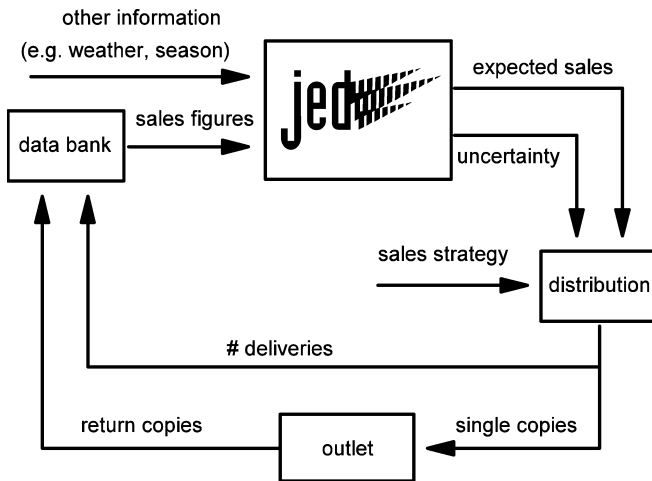 other information
(e.g. weather, season)
jed
expected sales
sales figures
data bank
uncertainty
sales strategy
distribution
# deliveries
return copies
single copies
outlet